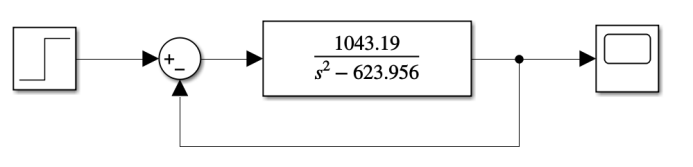 1043.19
s² − 623.956
+
−